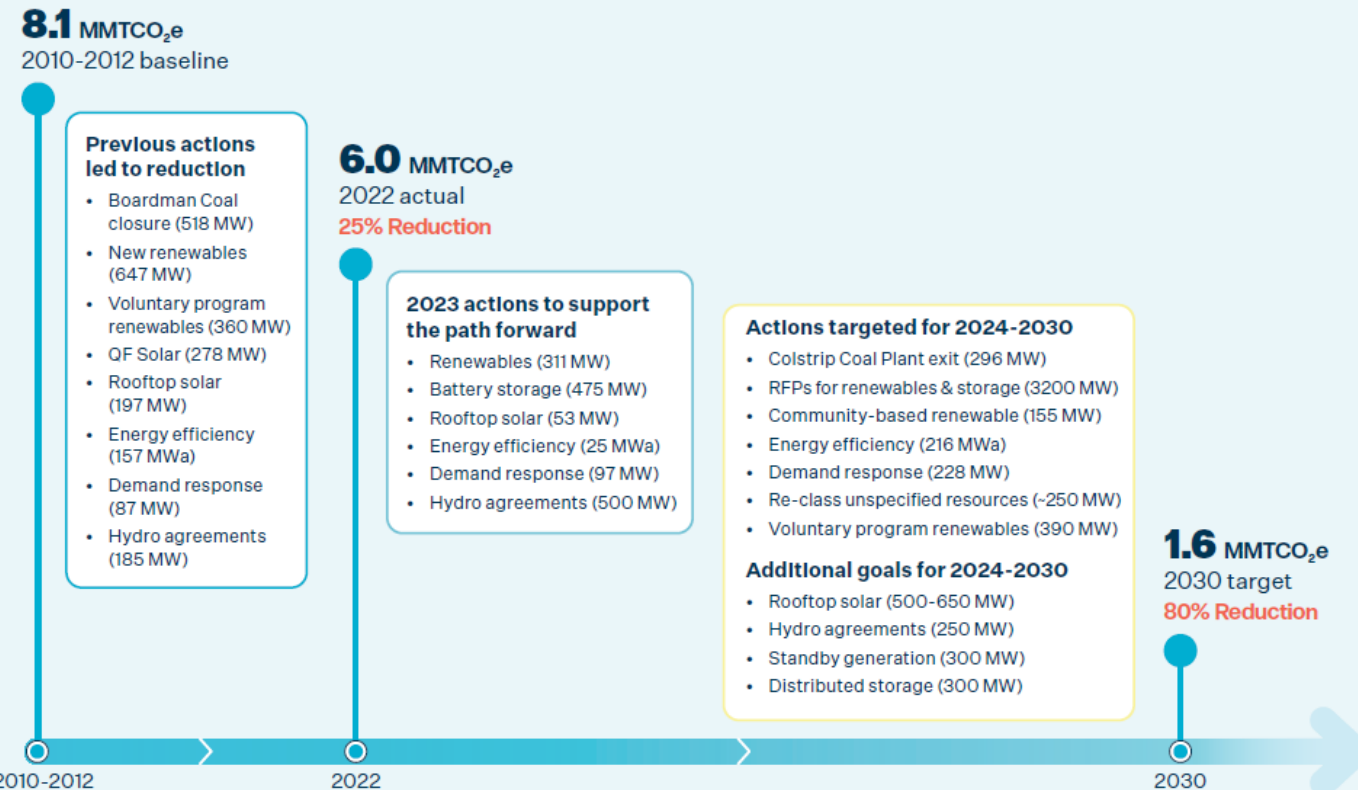 8.1 MMTCO₂e
2010-2012 baseline
Previous actions
led to reduction
• Boardman Coal
closure (518 MW)
• New renewables
(647 MW)
• Voluntary program
renewables (360 MW)
• QF Solar (278 MW)
• Rooftop solar
(197 MW)
• Energy efficiency
(157 MWa)
• Demand response
(87 MW)
• Hydro agreements
(185 MW)
6.0 MMTCO₂e
2022 actual
25% Reduction
2023 actions to support
the path forward
• Renewables (311 MW)
• Battery storage (475 MW)
• Rooftop solar (53 MW)
• Energy efficiency (25 MWa)
• Demand response (97 MW)
• Hydro agreements (500 MW)
Actions targeted for 2024-2030
• Colstrip Coal Plant exit (296 MW)
• RFPs for renewables & storage (3200 MW)
• Community-based renewable (155 MW)
• Energy efficiency (216 MWa)
• Demand response (228 MW)
• Re-class unspecified resources (~250 MW)
• Voluntary program renewables (390 MW)
Additional goals for 2024-2030
• Rooftop solar (500-650 MW)
• Hydro agreements (250 MW)
• Standby generation (300 MW)
• Distributed storage (300 MW)
1.6 MMTCO₂e
2030 target
80% Reduction
2010-2012
2022
2030